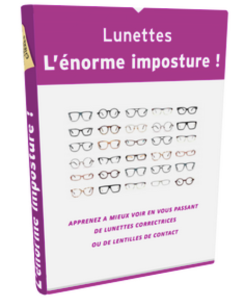 Lunettes
L'énorme imposture !
APPRENEZ A MIEUX VOIR EN VOUS PASSANT
DE LUNETTES CORRECTRICES
OU DE LENTILLES DE CONTACT
L'énorme imposture !